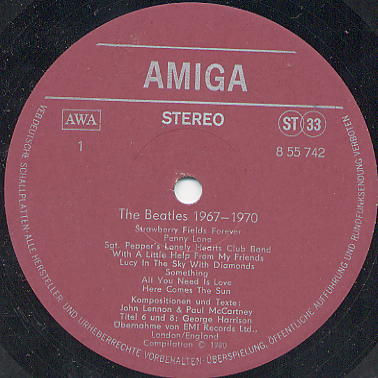 AMIGA
AWA
STEREO
ST 33
1
8 55 742
The Beatles 1967–1970
Strawberry Fields Forever
Penny Lane
Sgt. Pepper's Lonely Hearts Club Band
With A Little Help From My Friends
Lucy In The Sky With Diamonds
Something
All You Need Is Love
Here Comes The Sun
Kompositionen und Texte:
John Lennon & Paul McCartney
Titel 6 und 8: George Harrison
Übernahme von EMI Records Ltd.,
London/England
Compilation © 1980
VEB DEUTSCHE SCHALLPLATTEN · ALLE HERSTELLER- UND URHEBERRECHTE VORBEHALTEN · ÜBERSPIELUNG, ÖFFENTLICHE AUFFÜHRUNG UND RUNDFUNKSENDUNG VERBOTEN